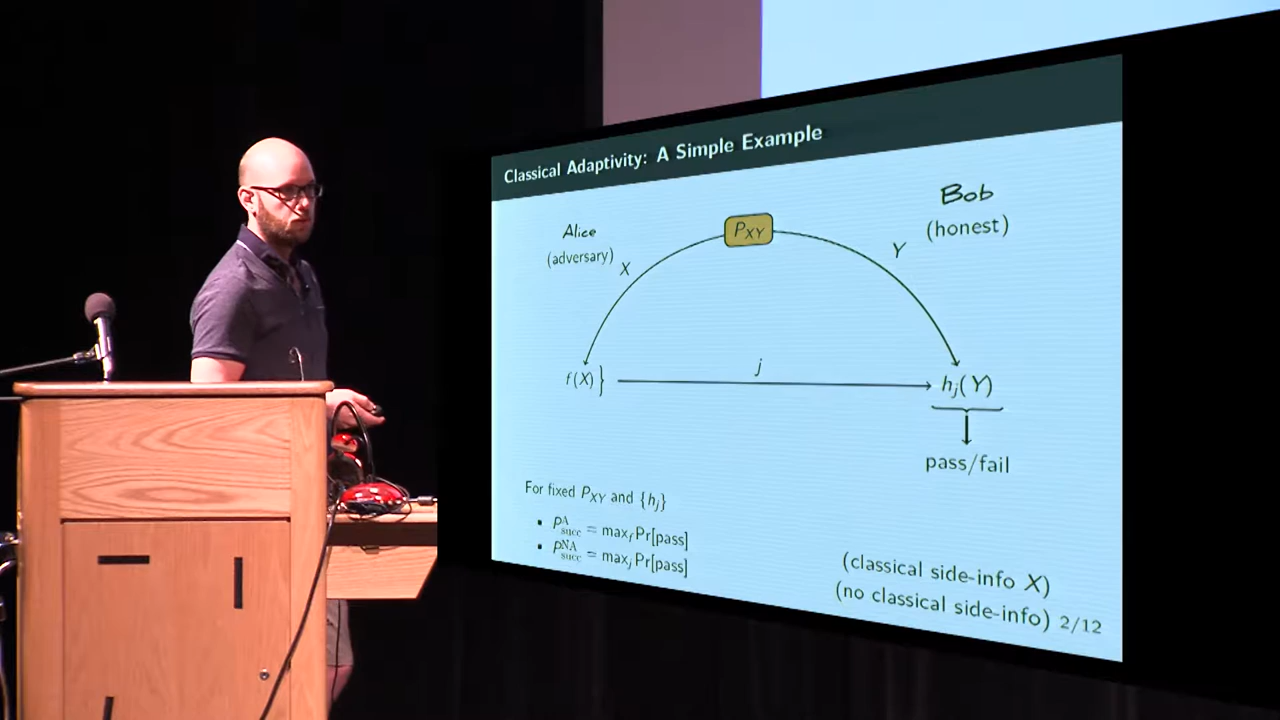 Classical Adaptivity: A Simple Example
Alice
(adversary)
X
P_XY
Y
Bob
(honest)
f(X) }
j
h_j(Y)
pass/fail
For fixed P_XY and {h_j}
▪ P^A_succ = max_f Pr[pass]
(classical side-info X)
▪ P^NA_succ = max_j Pr[pass]
(no classical side-info)
2/12